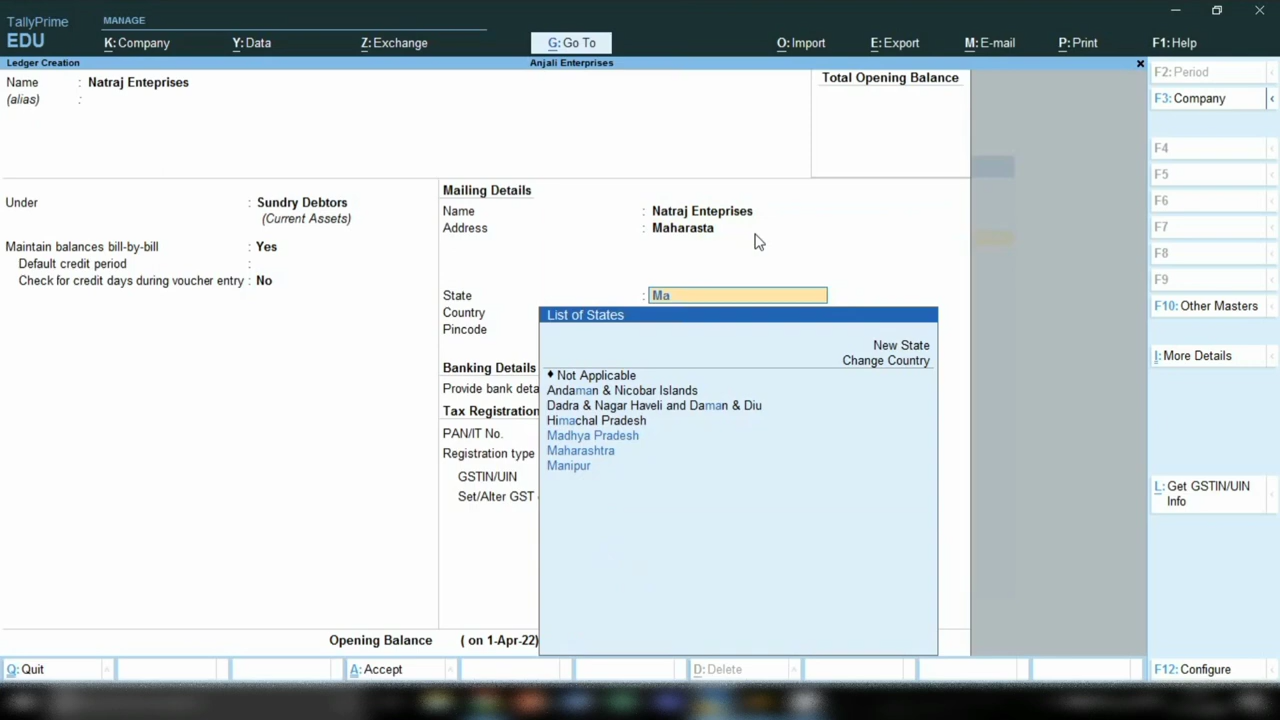 TallyPrime
EDU
MANAGE
K: Company
Y: Data
Z: Exchange
G: Go To
O: Import
E: Export
M: E-mail
P: Print
F1: Help
Ledger Creation
Anjali Enterprises
Name : Natraj Enteprises
(alias) :
Total Opening Balance
Under : Sundry Debtors
(Current Assets)
Maintain balances bill-by-bill : Yes
Default credit period :
Check for credit days during voucher entry : No
Mailing Details
Name : Natraj Enteprises
Address : Maharasta
State : Ma
Country
Pincode
Banking Details
Provide bank deta
Tax Registration
PAN/IT No.
Registration type
GSTIN/UIN
Set/Alter GST
List of States
New State
Change Country
♦ Not Applicable
Andaman & Nicobar Islands
Dadra & Nagar Haveli and Daman & Diu
Himachal Pradesh
Madhya Pradesh
Maharashtra
Manipur
Opening Balance ( on 1-Apr-22)
F2: Period
F3: Company
F4
F5
F6
F7
F8
F9
F10: Other Masters
I: More Details
L: Get GSTIN/UIN
Info
Q: Quit
A: Accept
D: Delete
F12: Configure